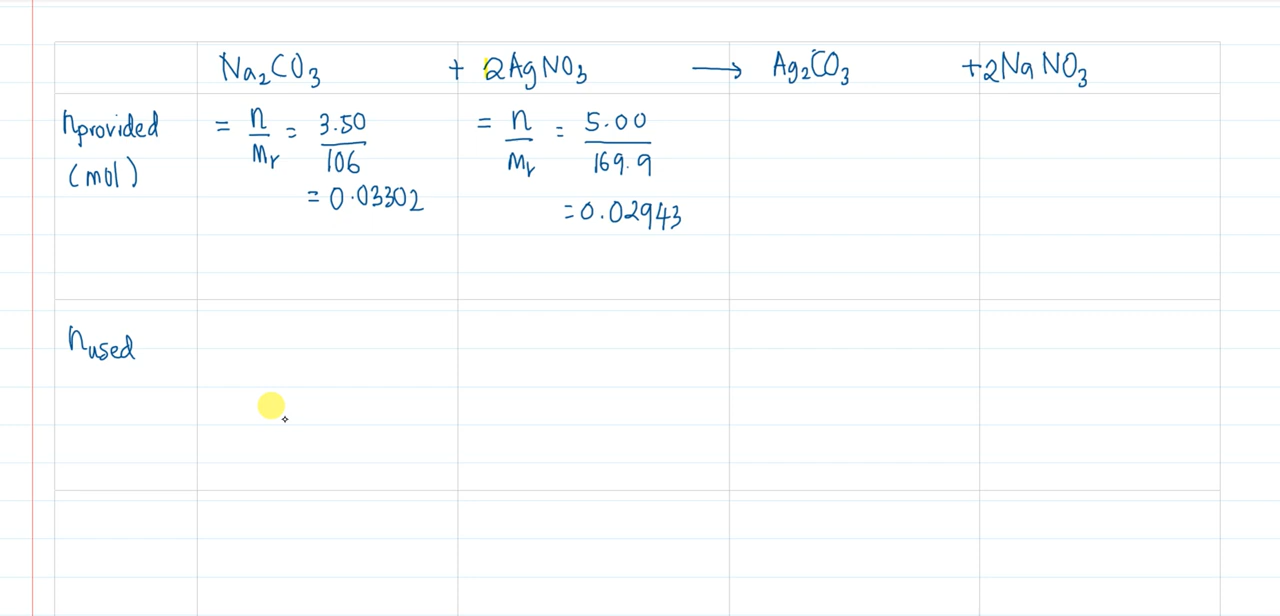 Na₂CO₃ + 2AgNO₃ ⟶ Ag₂CO₃ +2NaNO₃
nprovided = n/Mr = 3.50/106 = n/Mr = 5.00/169.9
(mol) = 0.03302 = 0.02943
nused